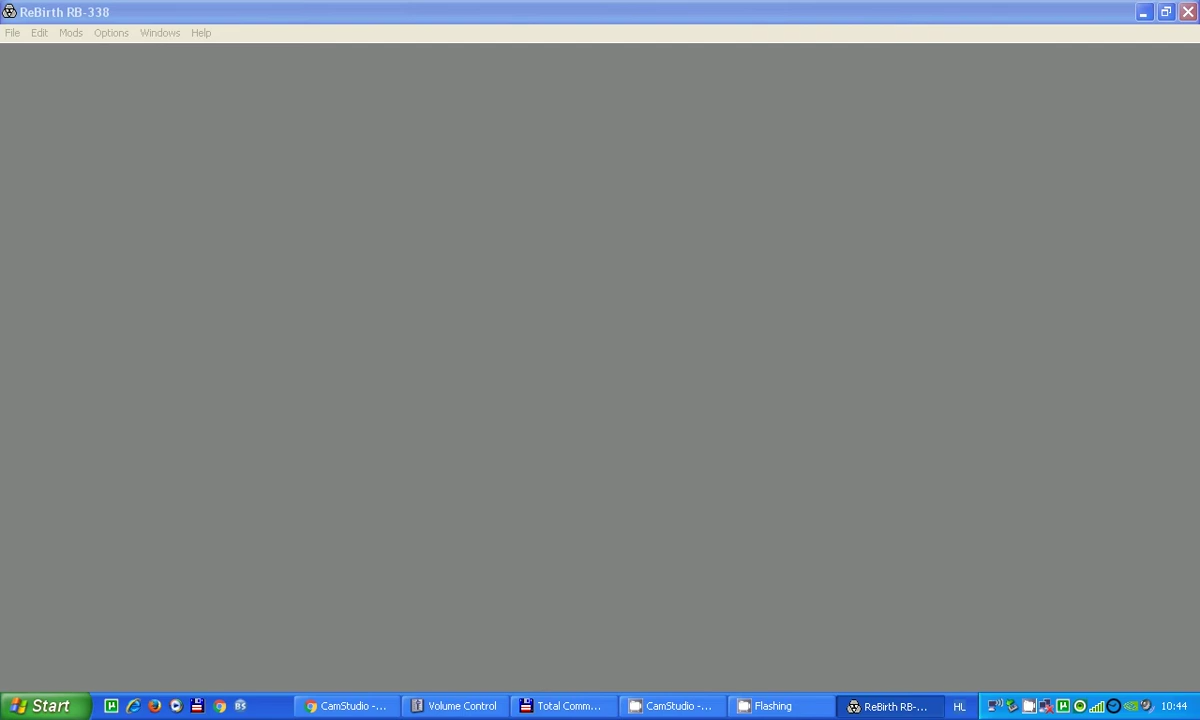 ReBirth RB-338
File Edit Mods Options Windows Help
Start CamStudio -... Volume Control Total Comm... CamStudio -... Flashing ReBirth RB-... HL 10:44